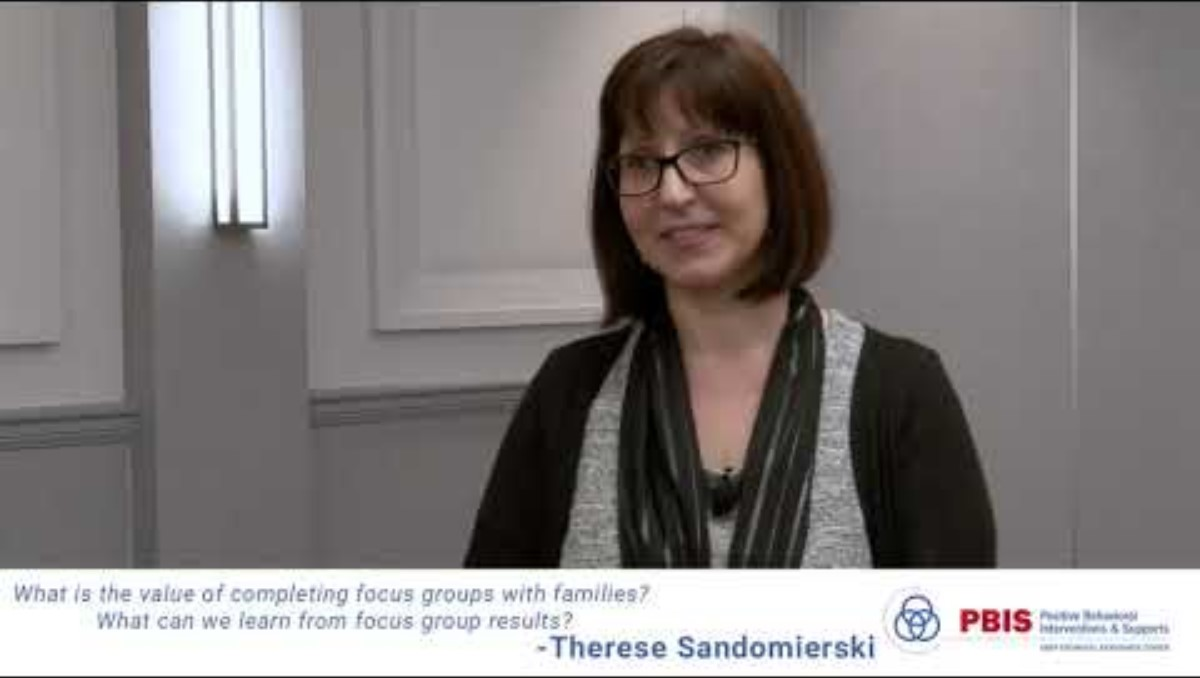 What is the value of completing focus groups with families?
What can we learn from focus group results?
-Therese Sandomierski
PBIS
Positive Behavioral
Interventions & Supports